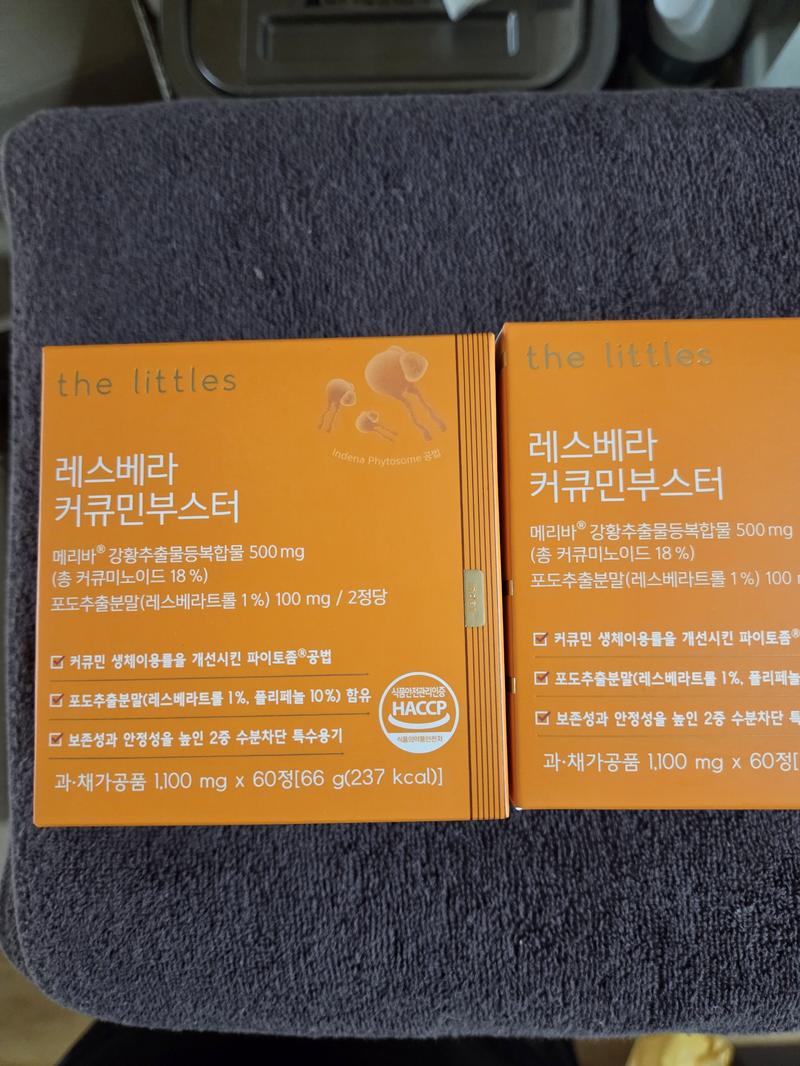 the littles
Indena Phytosome 공법
레스베라
커큐민부스터
메리바® 강황추출물등복합물 500 mg
(총 커큐미노이드 18 %)
포도추출분말(레스베라트롤 1 %) 100 mg / 2정당
커큐민 생체이용률을 개선시킨 파이토좀®공법
포도추출분말(레스베라트롤 1%, 폴리페놀 10%) 함유
보존성과 안정성을 높인 2중 수분차단 특수용기
식품안전관리인증
HACCP
식품의약품안전처
과·채가공품 1,100 mg x 60정[66 g(237 kcal)]
the littles
레스베라
커큐민부스터
메리바® 강황추출물등복합물 500 mg
(총 커큐미노이드 18 %)
포도추출분말(레스베라트롤 1 %) 100
커큐민 생체이용률을 개선시킨 파이토좀®
포도추출분말(레스베라트롤 1%, 폴리페놀
보존성과 안정성을 높인 2중 수분차단
과·채가공품 1,100 mg x 60정[